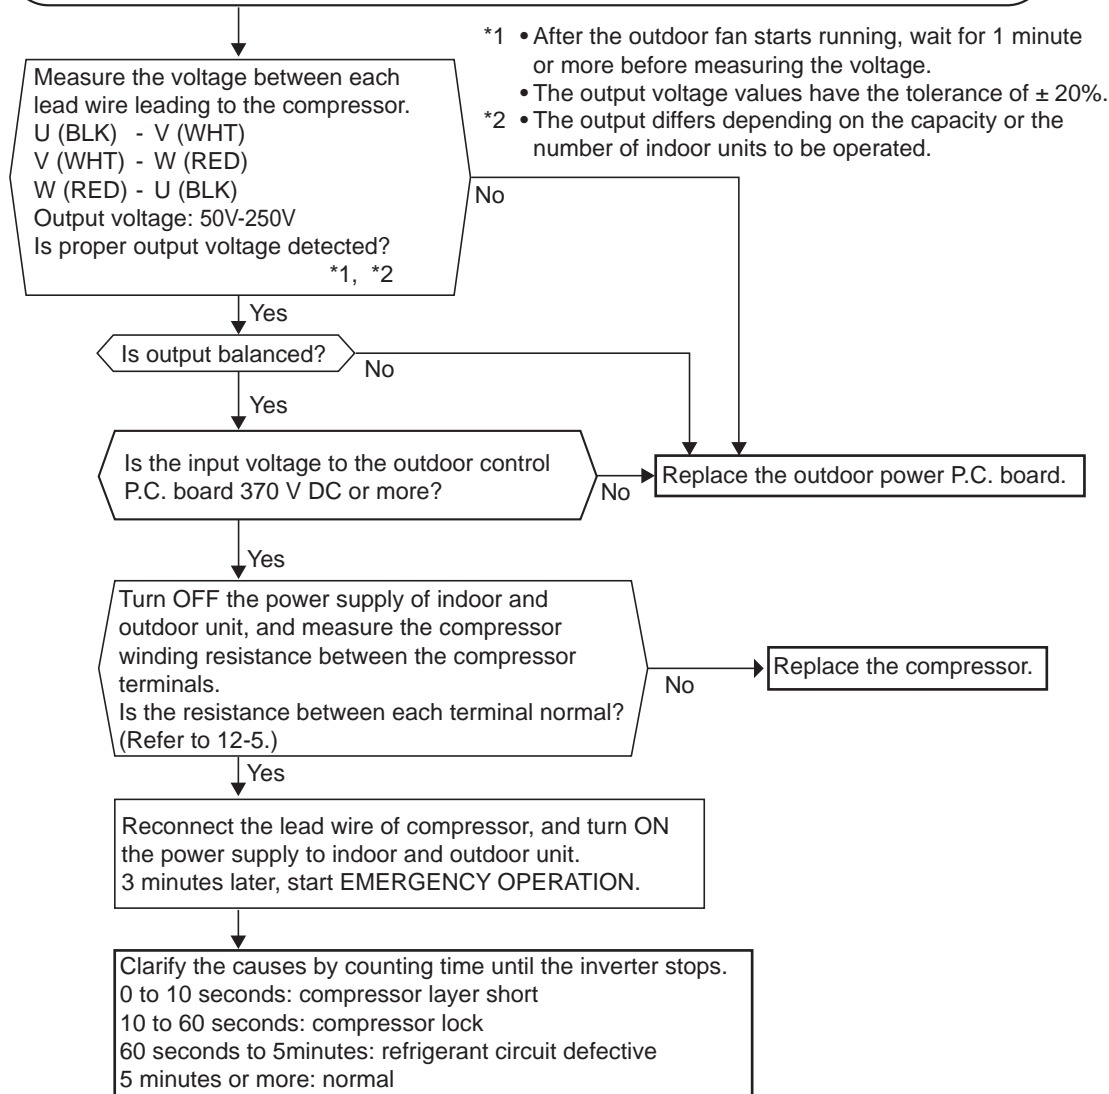 *1 • After the outdoor fan starts running, wait for 1 minute
or more before measuring the voltage.
• The output voltage values have the tolerance of ± 20%.
*2 • The output differs depending on the capacity or the
number of indoor units to be operated.
Measure the voltage between each
lead wire leading to the compressor.
U (BLK) - V (WHT)
V (WHT) - W (RED)
W (RED) - U (BLK)
Output voltage: 50V-250V
Is proper output voltage detected?
*1, *2
No
Yes
Is output balanced?
No
Yes
Is the input voltage to the outdoor control
P.C. board 370 V DC or more?
No
Replace the outdoor power P.C. board.
Yes
Turn OFF the power supply of indoor and
outdoor unit, and measure the compressor
winding resistance between the compressor
terminals.
Is the resistance between each terminal normal?
(Refer to 12-5.)
No
Replace the compressor.
Yes
Reconnect the lead wire of compressor, and turn ON
the power supply to indoor and outdoor unit.
3 minutes later, start EMERGENCY OPERATION.
Clarify the causes by counting time until the inverter stops.
0 to 10 seconds: compressor layer short
10 to 60 seconds: compressor lock
60 seconds to 5minutes: refrigerant circuit defective
5 minutes or more: normal